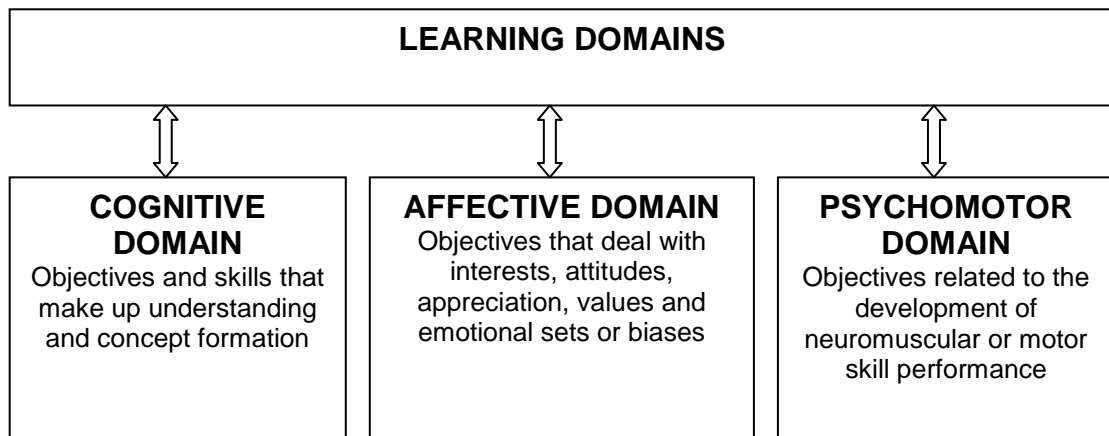 LEARNING DOMAINS
COGNITIVE
DOMAIN
Objectives and skills that
make up understanding
and concept formation
AFFECTIVE DOMAIN
Objectives that deal with
interests, attitudes,
appreciation, values and
emotional sets or biases
PSYCHOMOTOR
DOMAIN
Objectives related to the
development of
neuromuscular or motor
skill performance